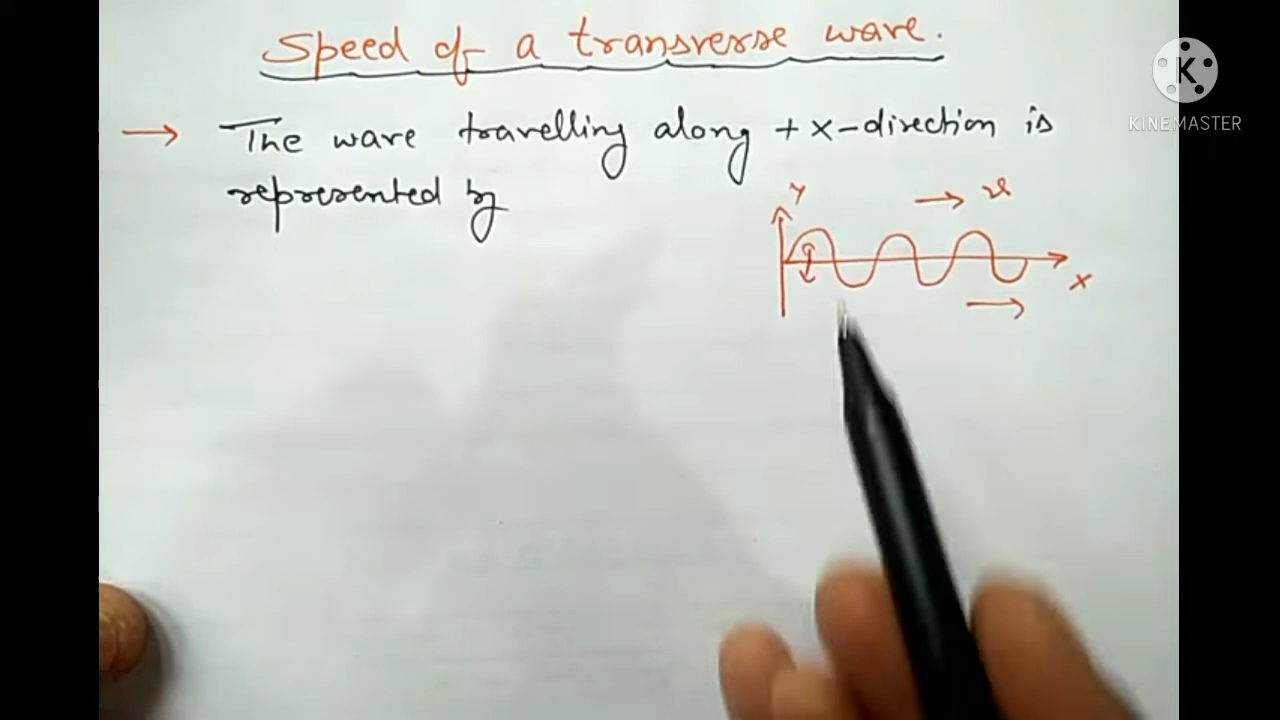 Speed of a transverse wave.
K
KINEMASTER
→ The wave travelling along + x-direction is
represented by
y
→ v
x
→